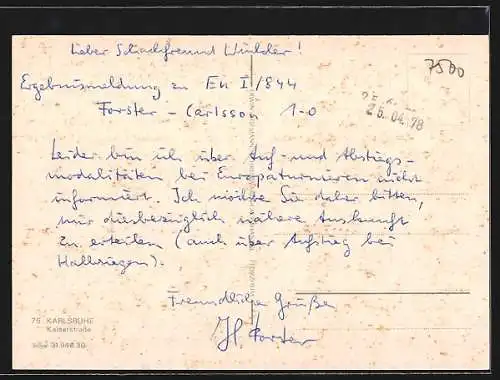 Lieber Schachfreund Winkler!
7500
Ergebnismeldung zu EU I/844
Forster - Carlsson 1-0
25.04.78
Leider bin ich über Auf- und Abstiegs-
modalitäten bei Europaturnieren nicht
informiert. Ich möchte Sie daher bitten,
mir diesbezüglich nähere Auskunft
zu erteilen (auch über Aufstieg bei
Halbsiegen).
Freundliche Grüße
H. Forster
75 KARLSRUHE
Kaiserstraße